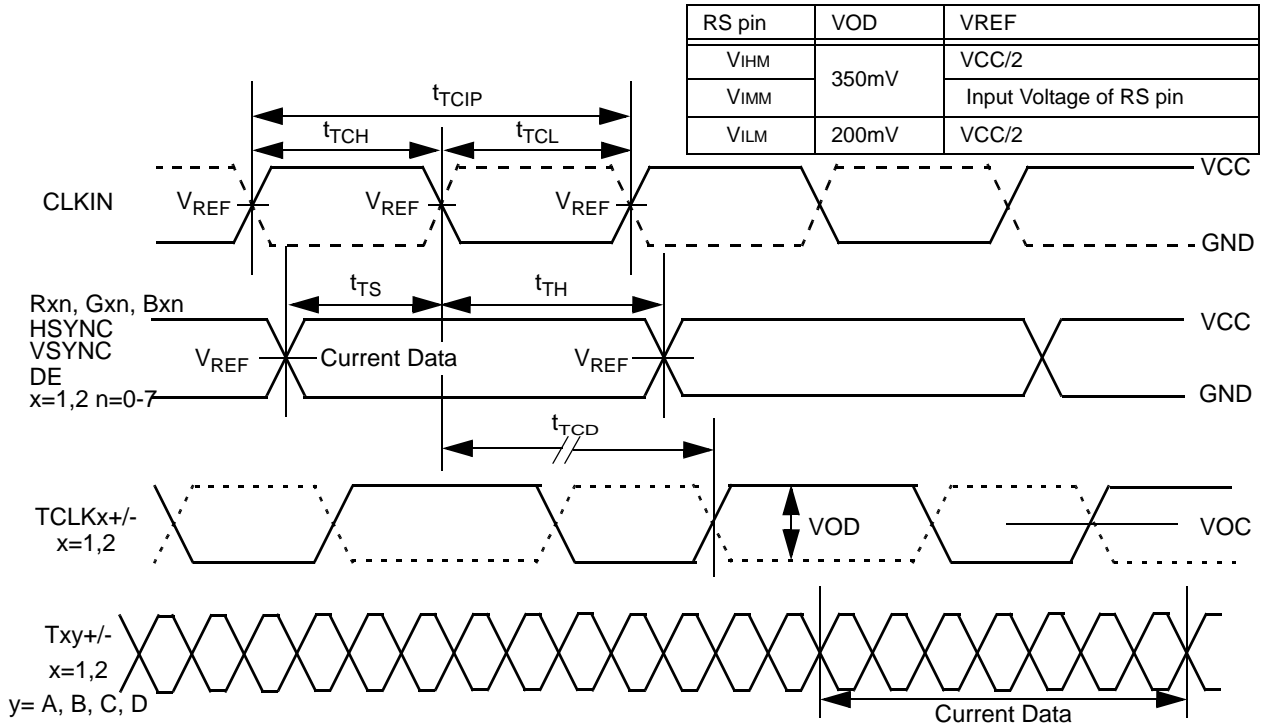 RS pin VOD VREF
VIHM 350mV VCC/2
VIMM Input Voltage of RS pin
VILM 200mV VCC/2
tTCIP
tTCH tTCL
VCC
CLKIN VREF VREF VREF
GND
tTS tTH
Rxn, Gxn, Bxn
HSYNC
VSYNC
DE
x=1,2 n=0-7
VCC
VREF Current Data VREF
GND
tTCD
TCLKx+/-
x=1,2
VOD
VOC
Txy+/-
x=1,2
y= A, B, C, D
Current Data